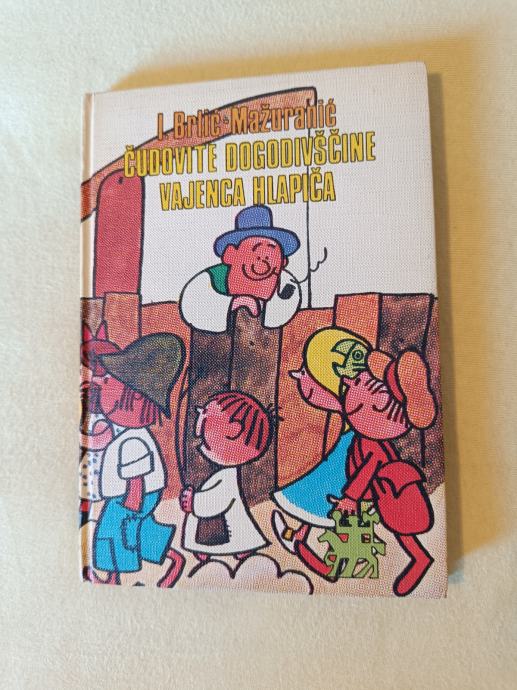 I. Brlić-Mažuranić
ČUDOVITE DOGODIVŠČINE
VAJENCA HLAPIČA